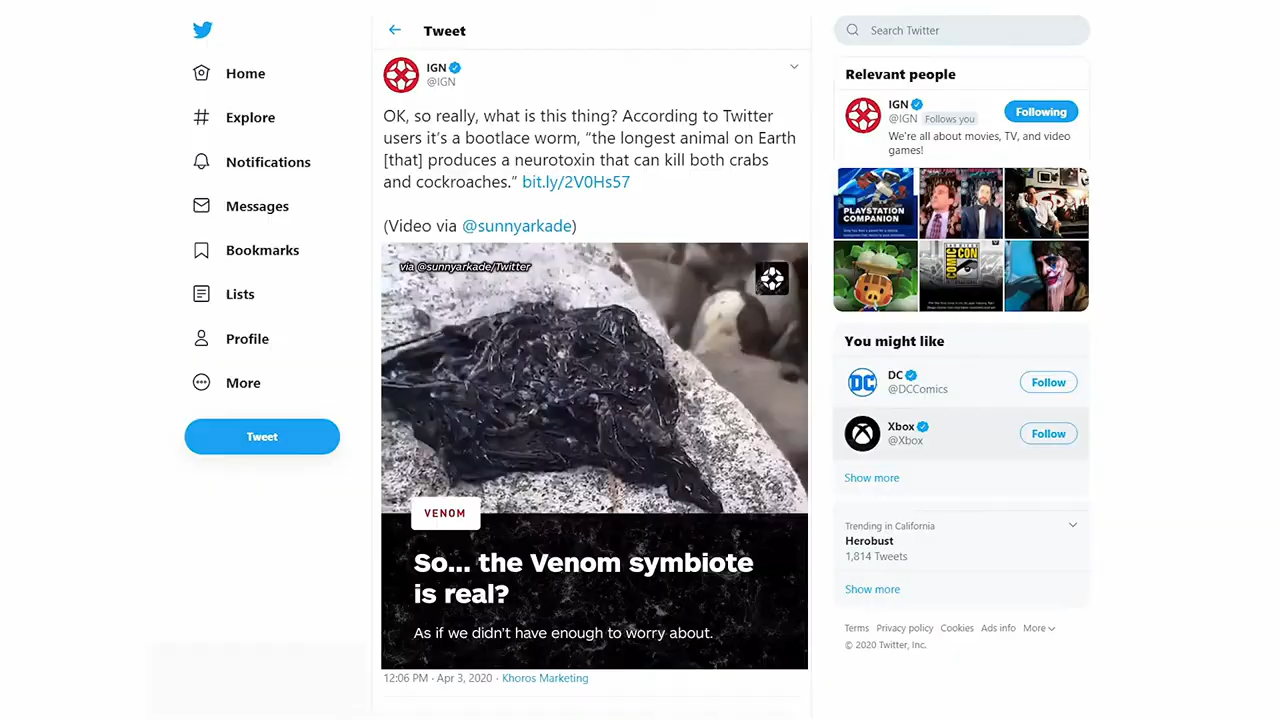 Home
Explore
Notifications
Messages
Bookmarks
Lists
Profile
More
Tweet
Tweet
IGN
@IGN
OK, so really, what is this thing? According to Twitter
users it’s a bootlace worm, “the longest animal on Earth
[that] produces a neurotoxin that can kill both crabs
and cockroaches.” bit.ly/2V0Hs57
(Video via @sunnyarkade)
via @sunnyarkade/Twitter
VENOM
So... the Venom symbiote
is real?
As if we didn't have enough to worry about.
12:06 PM · Apr 3, 2020 · Khoros Marketing
Search Twitter
Relevant people
IGN
@IGN Follows you
Following
We're all about movies, TV, and video
games!
PLAYSTATION
COMPANION
COMIC
CON
You might like
DC
@DCComics
Follow
Xbox
@Xbox
Follow
Show more
Trending in California
Herobust
1,814 Tweets
Show more
Terms Privacy policy Cookies Ads info More
© 2020 Twitter, Inc.